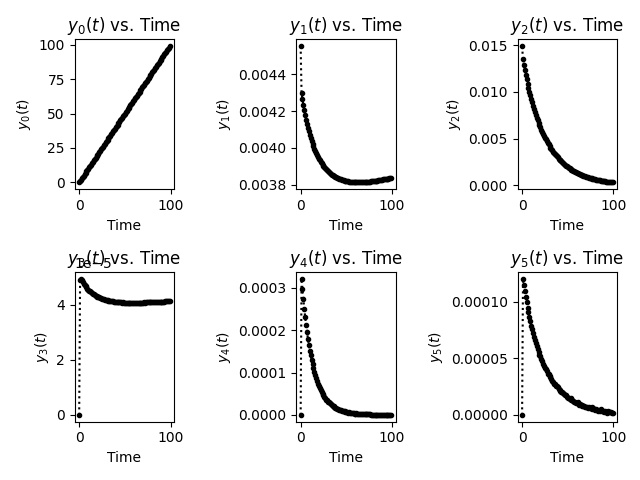 y₀(t) vs. Time
100
75
50
25
0
y₀(t)
0 100
Time
y₁(t) vs. Time
0.0044
0.0042
0.0040
0.0038
y₁(t)
0 100
Time
y₂(t) vs. Time
0.015
0.010
0.005
0.000
y₂(t)
0 100
Time
y₃(t) vs. Time
1e−5
4
2
0
y₃(t)
0 100
Time
y₄(t) vs. Time
0.0003
0.0002
0.0001
0.0000
y₄(t)
0 100
Time
y₅(t) vs. Time
0.00010
0.00005
0.00000
y₅(t)
0 100
Time